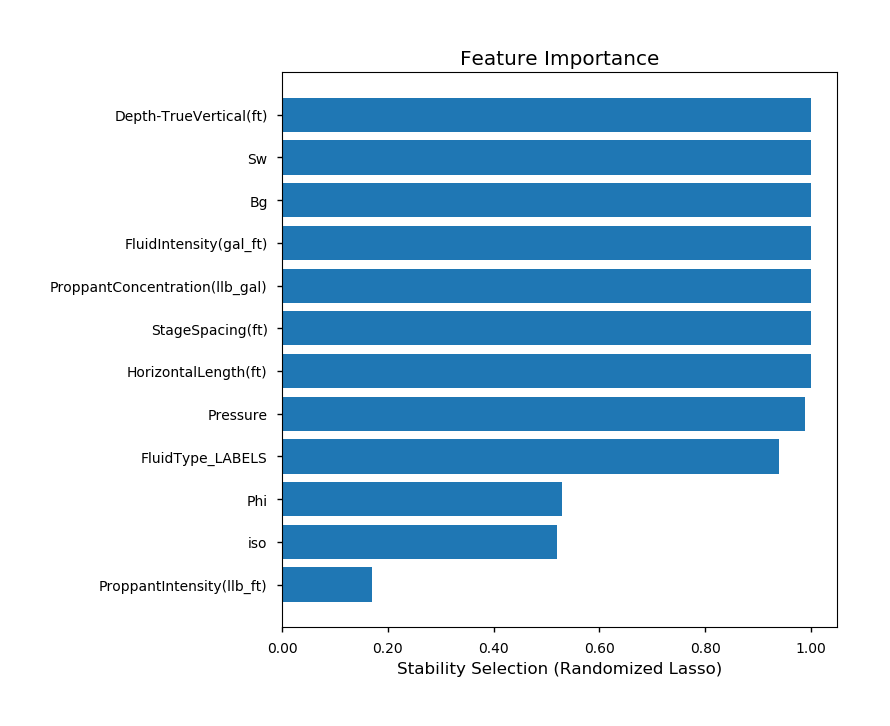 Feature Importance
Depth-TrueVertical(ft)
Sw
Bg
FluidIntensity(gal_ft)
ProppantConcentration(llb_gal)
StageSpacing(ft)
HorizontalLength(ft)
Pressure
FluidType_LABELS
Phi
iso
ProppantIntensity(llb_ft)
0.00 0.20 0.40 0.60 0.80 1.00
Stability Selection (Randomized Lasso)